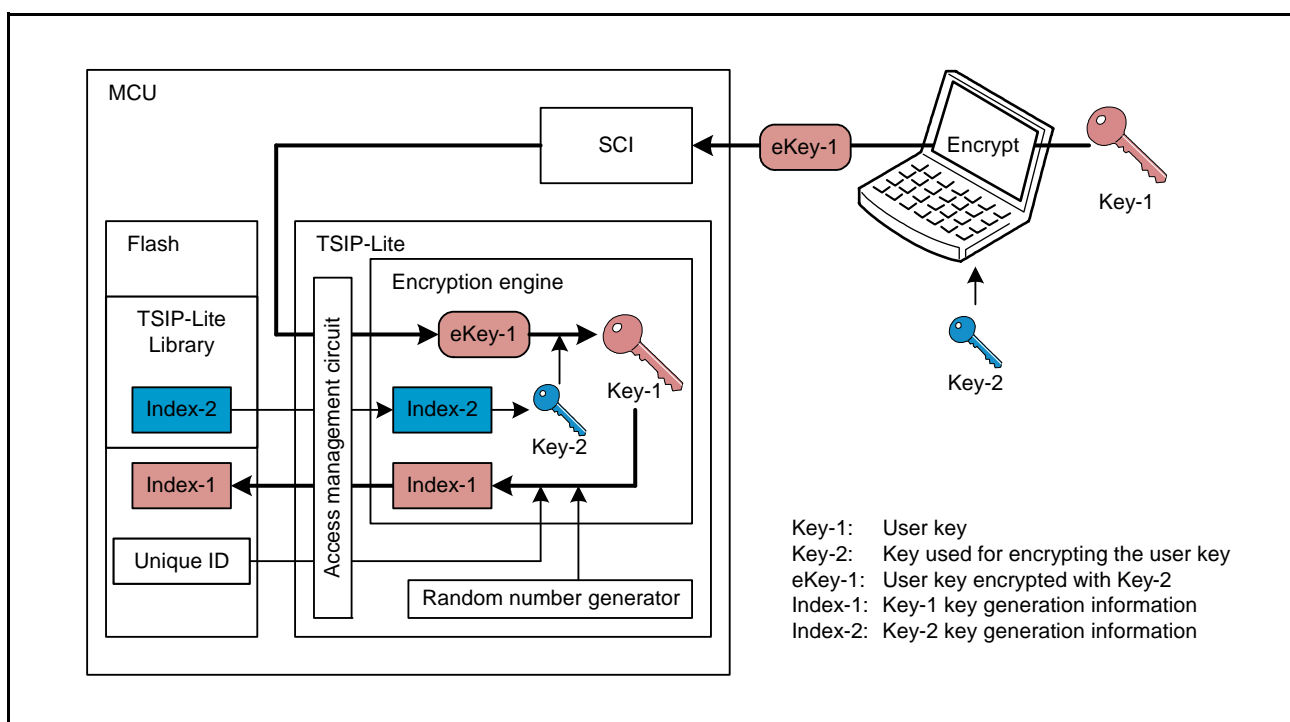 MCU
SCI
eKey-1
Encrypt
Key-1
Flash
TSIP-Lite
Encryption engine
TSIP-Lite
Library
Access management circuit
eKey-1
Key-1
Key-2
Index-2
Index-2
Key-2
Index-1
Index-1
Unique ID
Random number generator
Key-1: User key
Key-2: Key used for encrypting the user key
eKey-1: User key encrypted with Key-2
Index-1: Key-1 key generation information
Index-2: Key-2 key generation information